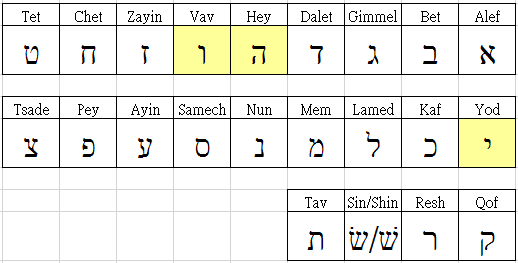 Tet Chet Zayin Vav Hey Dalet Gimmel Bet Alef
א ב ג ד ה ו ז ח ט
Tsade Pey Ayin Samech Nun Mem Lamed Kaf Yod
י כ ל מ נ ס ע פ צ
Tav Sin/Shin Resh Qof
ק ר שׁ/שׂ ת